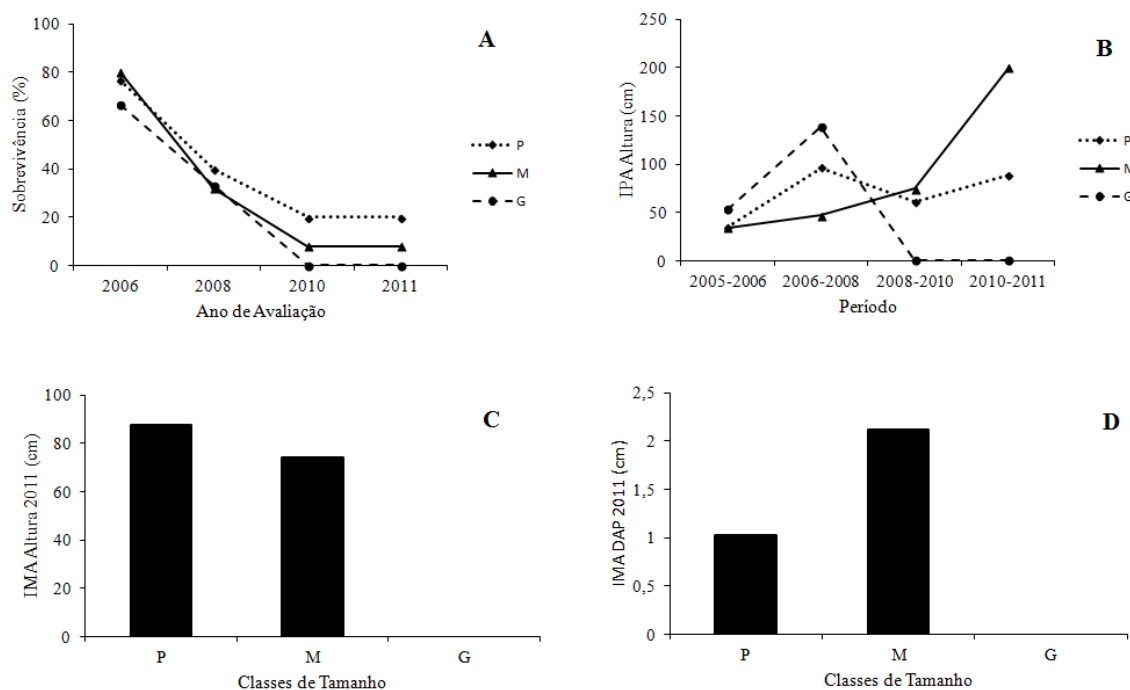 A
Sobrevivência (%)
100
80
60
40
20
0
2006
2008
2010
2011
Ano de Avaliação
P
M
G
B
IPA Altura (cm)
250
200
150
100
50
0
2005-2006
2006-2008
2008-2010
2010-2011
Período
P
M
G
C
IMA Altura 2011 (cm)
100
80
60
40
20
0
P
M
G
Classes de Tamanho
D
IMA DAP 2011 (cm)
2,5
2
1,5
1
0,5
0
P
M
G
Classes de Tamanho